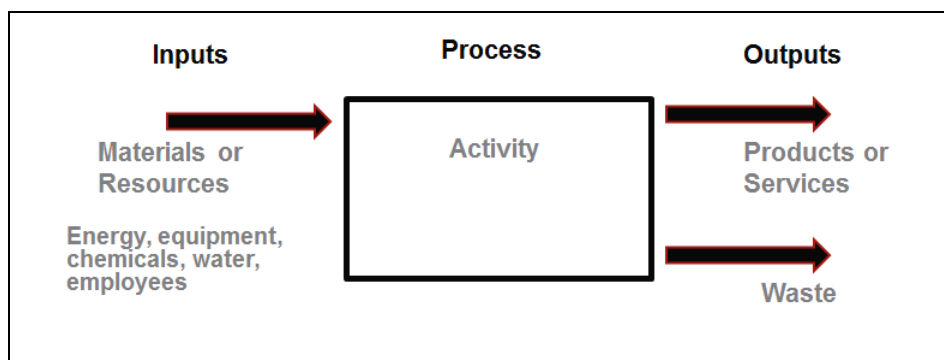 Inputs
Process
Outputs
Materials or
Resources
Energy, equipment,
chemicals, water,
employees
Activity
Products or
Services
Waste